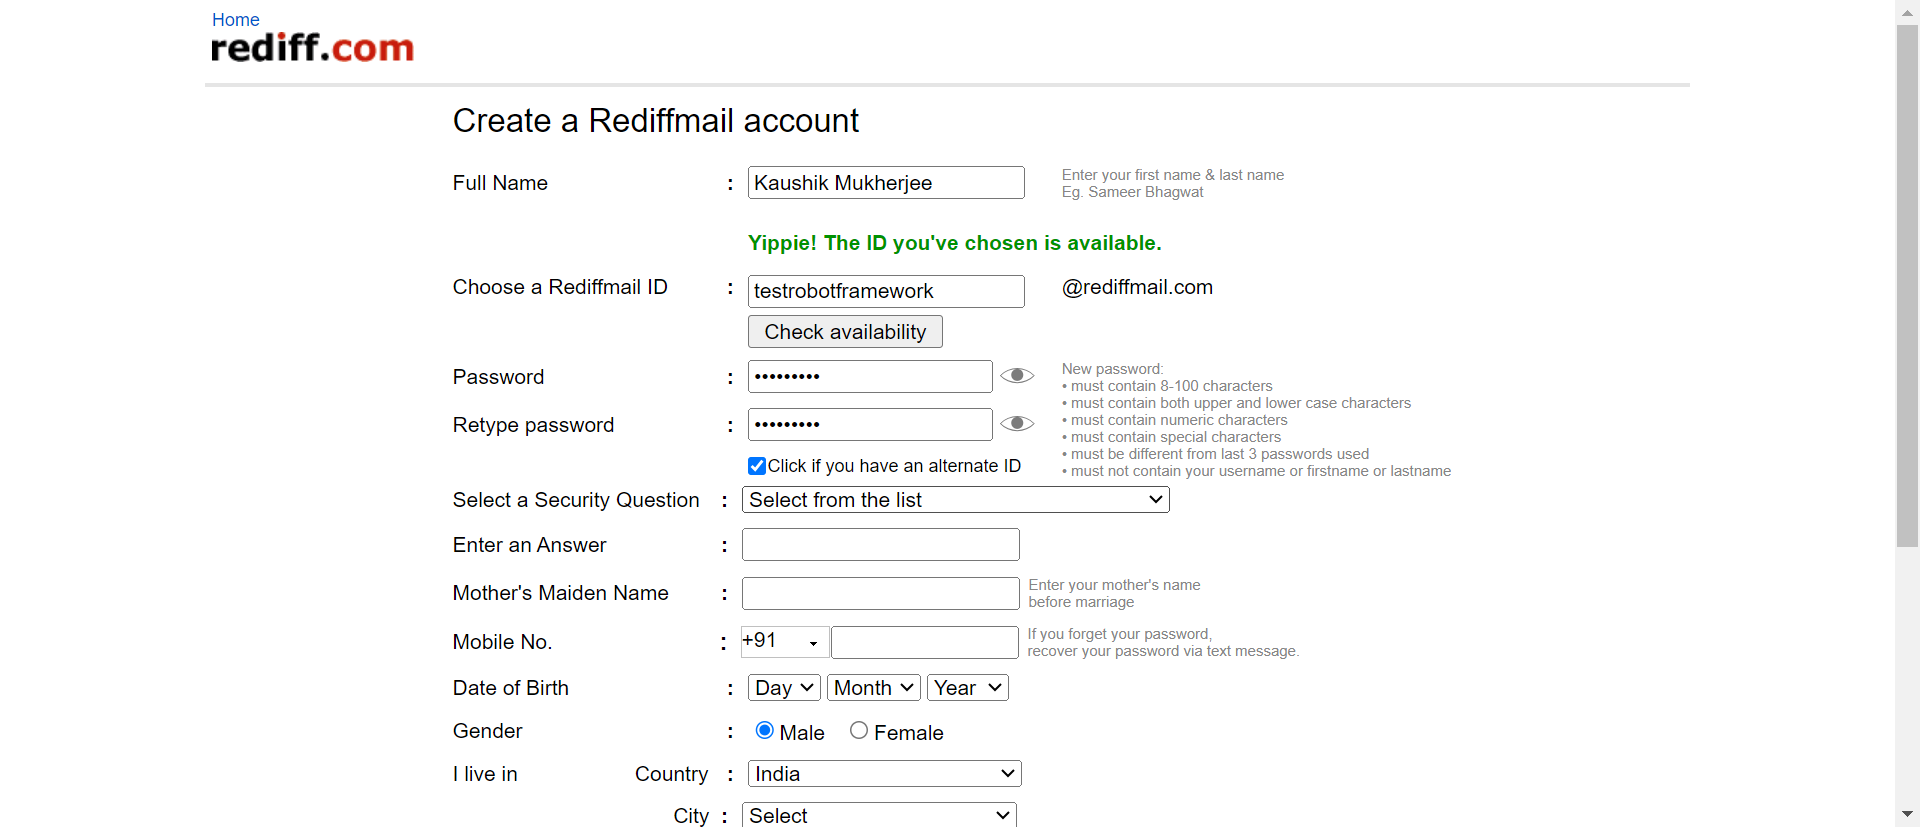 Home
rediff.com
Create a Rediffmail account
Full Name : Kaushik Mukherjee
Enter your first name & last name
Eg. Sameer Bhagwat
Yippie! The ID you've chosen is available.
Choose a Rediffmail ID : testrobotframework @rediffmail.com
Check availability
Password : •••••••••
Retype password : •••••••••
New password:
• must contain 8-100 characters
• must contain both upper and lower case characters
• must contain numeric characters
• must contain special characters
• must be different from last 3 passwords used
• must not contain your username or firstname or lastname
Click if you have an alternate ID
Select a Security Question : Select from the list
Enter an Answer :
Mother's Maiden Name :
Enter your mother's name
before marriage
Mobile No. : +91
If you forget your password,
recover your password via text message.
Date of Birth : Day Month Year
Gender : Male Female
I live in Country : India
City : Select